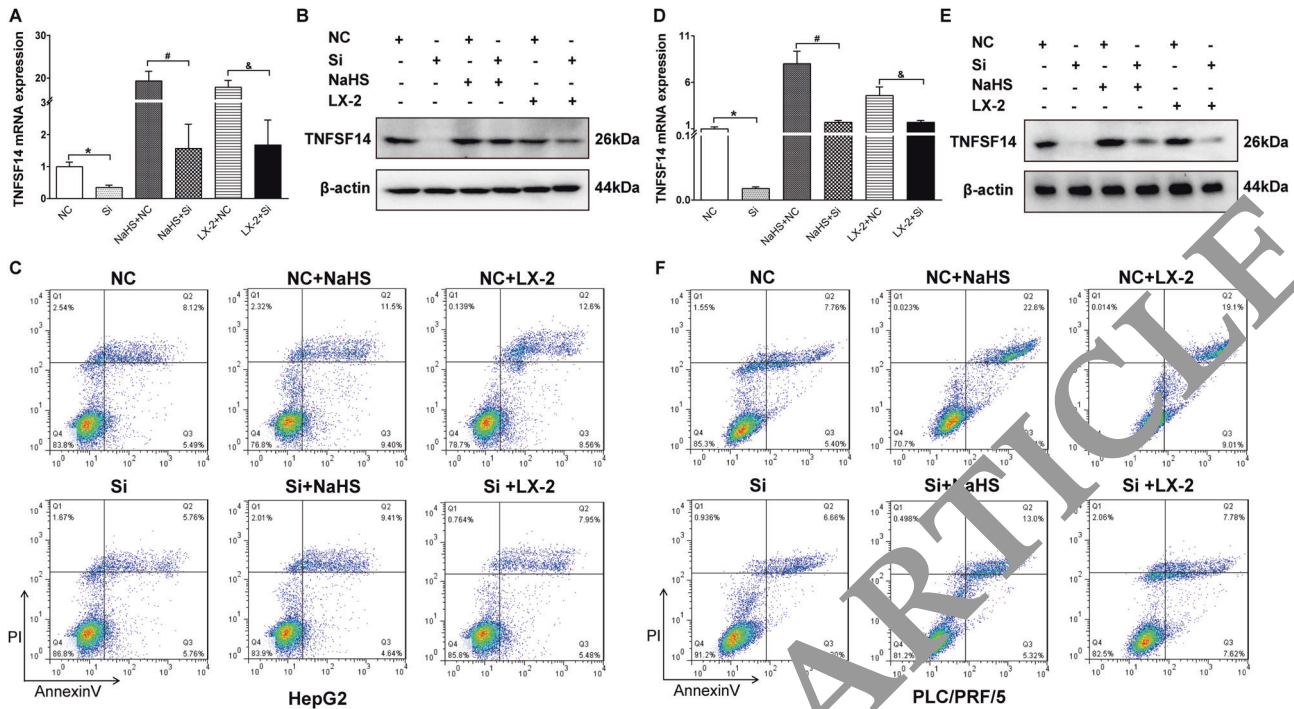 A
TNFSF14 mRNA expression
30
20
10
3
2
1
0
*
#
&
NC
Si
NaHS+NC
NaHS+Si
LX-2+NC
LX-2+Si
B
NC + - + - + -
Si - + - + - +
NaHS - - + + - -
LX-2 - - - - + +
TNFSF14 26kDa
β-actin 44kDa
D
TNFSF14 mRNA expression
11
6
1
0.1
0.0
*
#
&
NC
Si
NaHS+NC
NaHS+Si
LX-2+NC
LX-2+Si
E
NC + - + - + -
Si - + - + - +
NaHS - - + + - -
LX-2 - - - - + +
TNFSF14 26kDa
β-actin 44kDa
C
NC
Q1 2.54%
Q2 8.12%
Q4 83.8%
Q3 5.49%
NC+NaHS
Q1 2.32%
Q2 11.5%
Q4 76.8%
Q3 9.40%
NC+LX-2
Q1 0.139%
Q2 12.6%
Q4 78.7%
Q3 8.56%
Si
Q1 1.67%
Q2 5.76%
Q4 86.8%
Q3 5.76%
Si+NaHS
Q1 2.01%
Q2 9.41%
Q4 83.9%
Q3 4.64%
Si +LX-2
Q1 0.764%
Q2 7.95%
Q4 85.8%
Q3 5.48%
10⁰ 10¹ 10² 10³ 10⁴
PI
AnnexinV
HepG2
F
NC
Q1 1.55%
Q2 7.76%
Q4 85.3%
Q3 5.40%
NC+NaHS
Q1 0.023%
Q2 22.6%
Q4 70.7%
NC+LX-2
Q1 0.014%
Q2 19.1%
Q3 9.01%
Si
Q1 0.936%
Q2 6.66%
Q4 91.2%
Si+NaHS
Q1 0.498%
Q2 13.0%
Q4 81.2%
Q3 5.32%
Si +LX-2
Q1 2.06%
Q2 7.78%
Q4 82.5%
Q3 7.62%
10⁰ 10¹ 10² 10³ 10⁴
PI
AnnexinV
PLC/PRF/5
ARTICLE